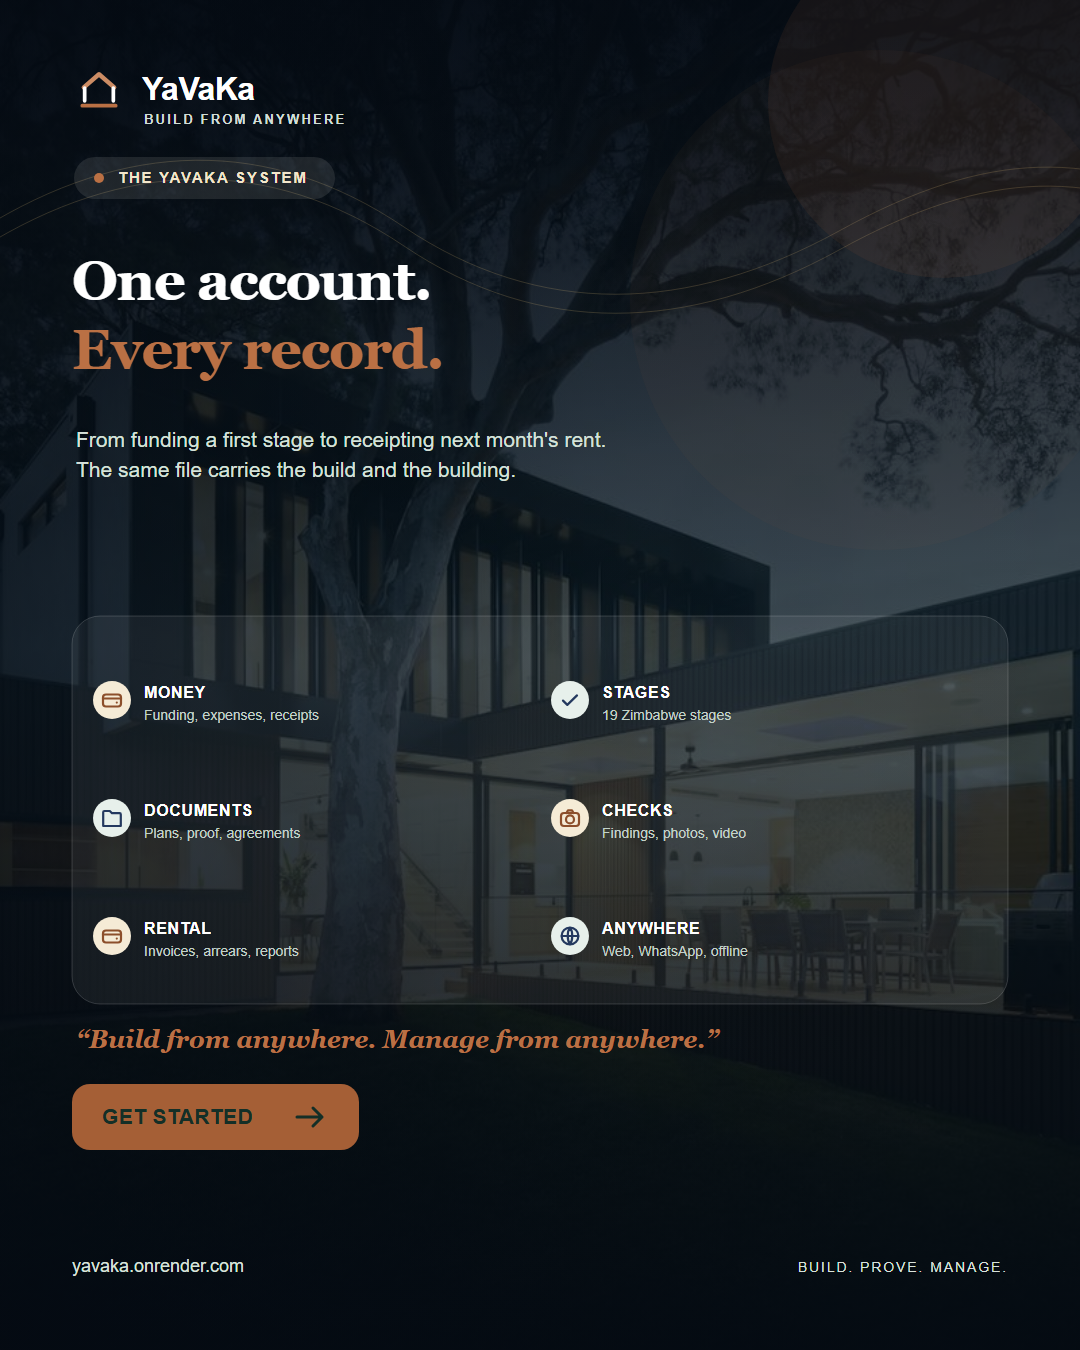 YaVaKa
BUILD FROM ANYWHERE
THE YAVAKA SYSTEM
One account.
Every record.
From funding a first stage to receipting next month's rent.
The same file carries the build and the building.
MONEY
Funding, expenses, receipts
STAGES
19 Zimbabwe stages
DOCUMENTS
Plans, proof, agreements
CHECKS
Findings, photos, video
RENTAL
Invoices, arrears, reports
ANYWHERE
Web, WhatsApp, offline
“Build from anywhere. Manage from anywhere.”
GET STARTED
yavaka.onrender.com
BUILD. PROVE. MANAGE.